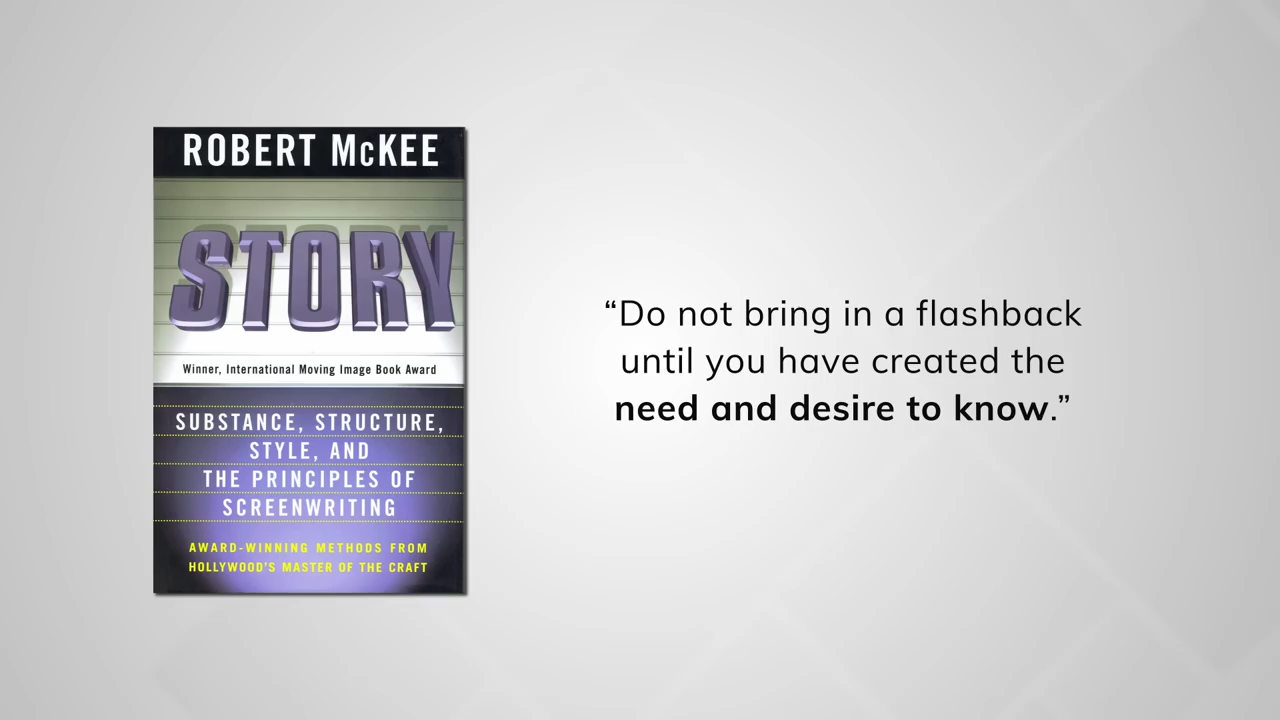 ROBERT McKEE
STORY
Winner, International Moving Image Book Award
SUBSTANCE, STRUCTURE,
STYLE, AND
THE PRINCIPLES OF
SCREENWRITING
AWARD-WINNING METHODS FROM
HOLLYWOOD'S MASTER OF THE CRAFT
“Do not bring in a flashback
until you have created the
need and desire to know.”